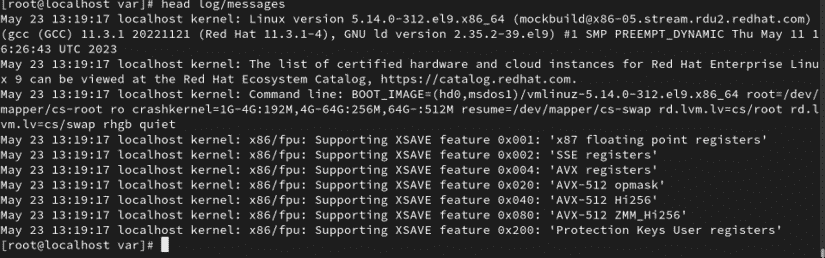 [root@localhost var]# head log/messages
May 23 13:19:17 localhost kernel: Linux version 5.14.0-312.el9.x86_64 (mockbuild@x86-05.stream.rdu2.redhat.com)
(gcc (GCC) 11.3.1 20221121 (Red Hat 11.3.1-4), GNU ld version 2.35.2-39.el9) #1 SMP PREEMPT_DYNAMIC Thu May 11 1
6:26:43 UTC 2023
May 23 13:19:17 localhost kernel: The list of certified hardware and cloud instances for Red Hat Enterprise Linu
x 9 can be viewed at the Red Hat Ecosystem Catalog, https://catalog.redhat.com.
May 23 13:19:17 localhost kernel: Command line: BOOT_IMAGE=(hd0,msdos1)/vmlinuz-5.14.0-312.el9.x86_64 root=/dev/
mapper/cs-root ro crashkernel=1G-4G:192M,4G-64G:256M,64G-:512M resume=/dev/mapper/cs-swap rd.lvm.lv=cs/root rd.l
vm.lv=cs/swap rhgb quiet
May 23 13:19:17 localhost kernel: x86/fpu: Supporting XSAVE feature 0x001: 'x87 floating point registers'
May 23 13:19:17 localhost kernel: x86/fpu: Supporting XSAVE feature 0x002: 'SSE registers'
May 23 13:19:17 localhost kernel: x86/fpu: Supporting XSAVE feature 0x004: 'AVX registers'
May 23 13:19:17 localhost kernel: x86/fpu: Supporting XSAVE feature 0x020: 'AVX-512 opmask'
May 23 13:19:17 localhost kernel: x86/fpu: Supporting XSAVE feature 0x040: 'AVX-512 Hi256'
May 23 13:19:17 localhost kernel: x86/fpu: Supporting XSAVE feature 0x080: 'AVX-512 ZMM_Hi256'
May 23 13:19:17 localhost kernel: x86/fpu: Supporting XSAVE feature 0x200: 'Protection Keys User registers'
[root@localhost var]#